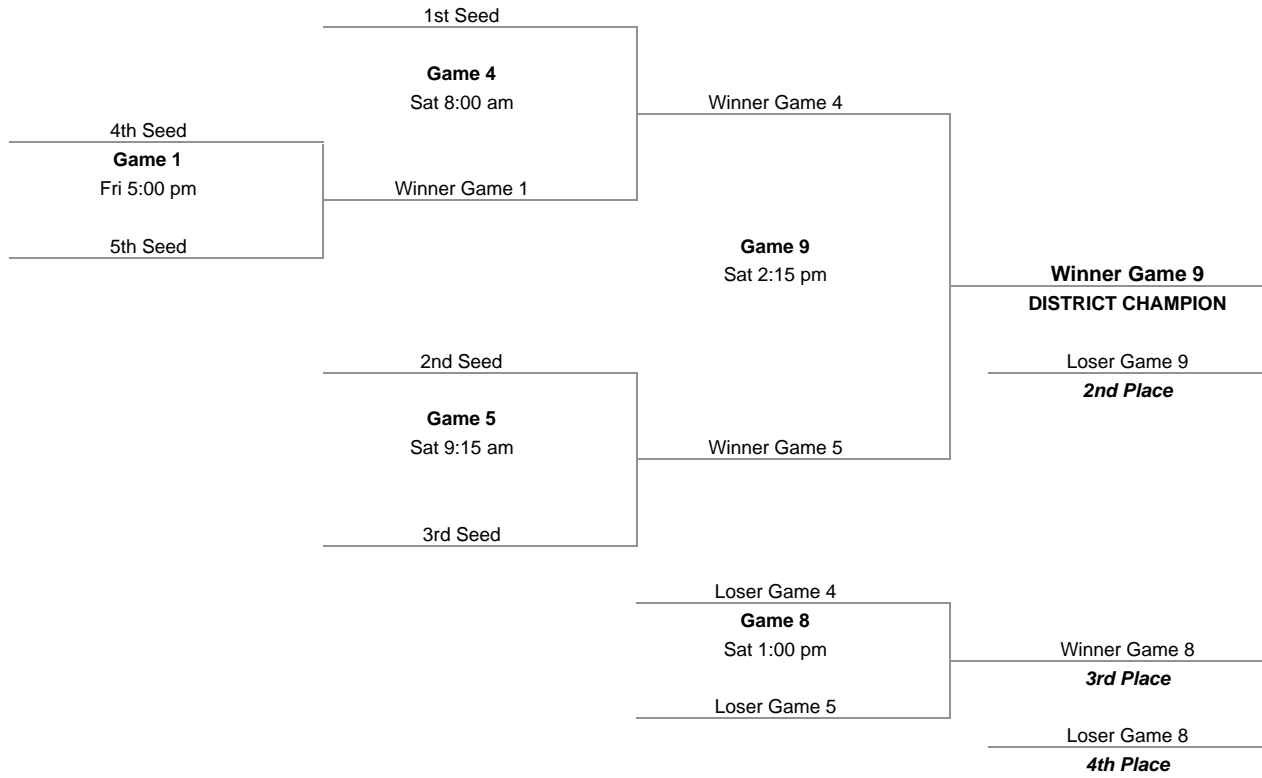 1st Seed
Game 4
Sat 8:00 am
Winner Game 4
4th Seed
Game 1
Fri 5:00 pm
Winner Game 1
5th Seed
Game 9
Sat 2:15 pm
Winner Game 9
DISTRICT CHAMPION
2nd Seed
Loser Game 9
2nd Place
Game 5
Sat 9:15 am
Winner Game 5
3rd Seed
Loser Game 4
Game 8
Sat 1:00 pm
Winner Game 8
3rd Place
Loser Game 5
Loser Game 8
4th Place